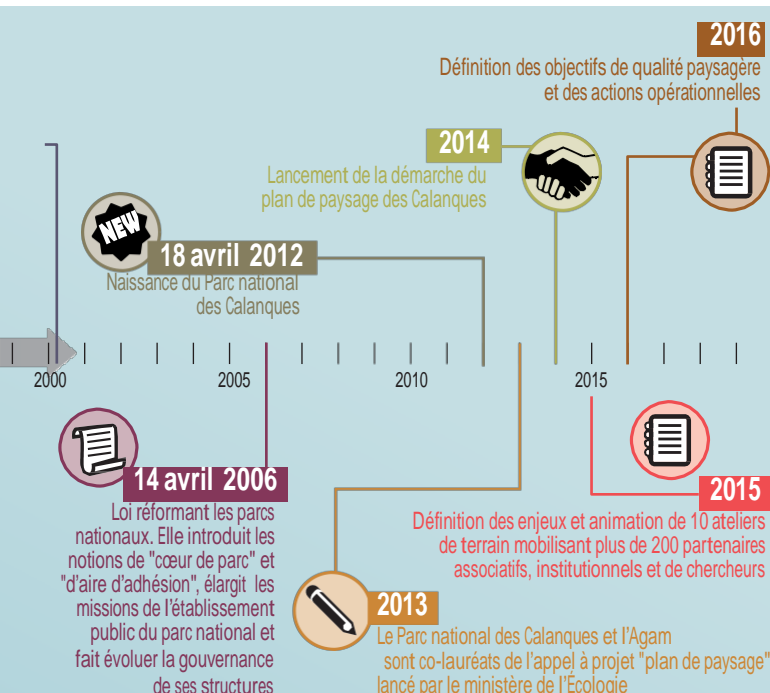 2016
Définition des objectifs de qualité paysagère
et des actions opérationnelles
2014
Lancement de la démarche du
plan de paysage des Calanques
NEW
18 avril 2012
Naissance du Parc national
des Calanques
2000
2005
2010
2015
14 avril 2006
Loi réformant les parcs
nationaux. Elle introduit les
notions de "cœur de parc" et
"d'aire d'adhésion", élargit les
missions de l'établissement
public du parc national et
fait évoluer la gouvernance
de ses structures
2015
Définition des enjeux et animation de 10 ateliers
de terrain mobilisant plus de 200 partenaires
associatifs, institutionnels et de chercheurs
2013
Le Parc national des Calanques et l'Agam
sont co-lauréats de l'appel à projet "plan de paysage"
lancé par le ministère de l'Écologie